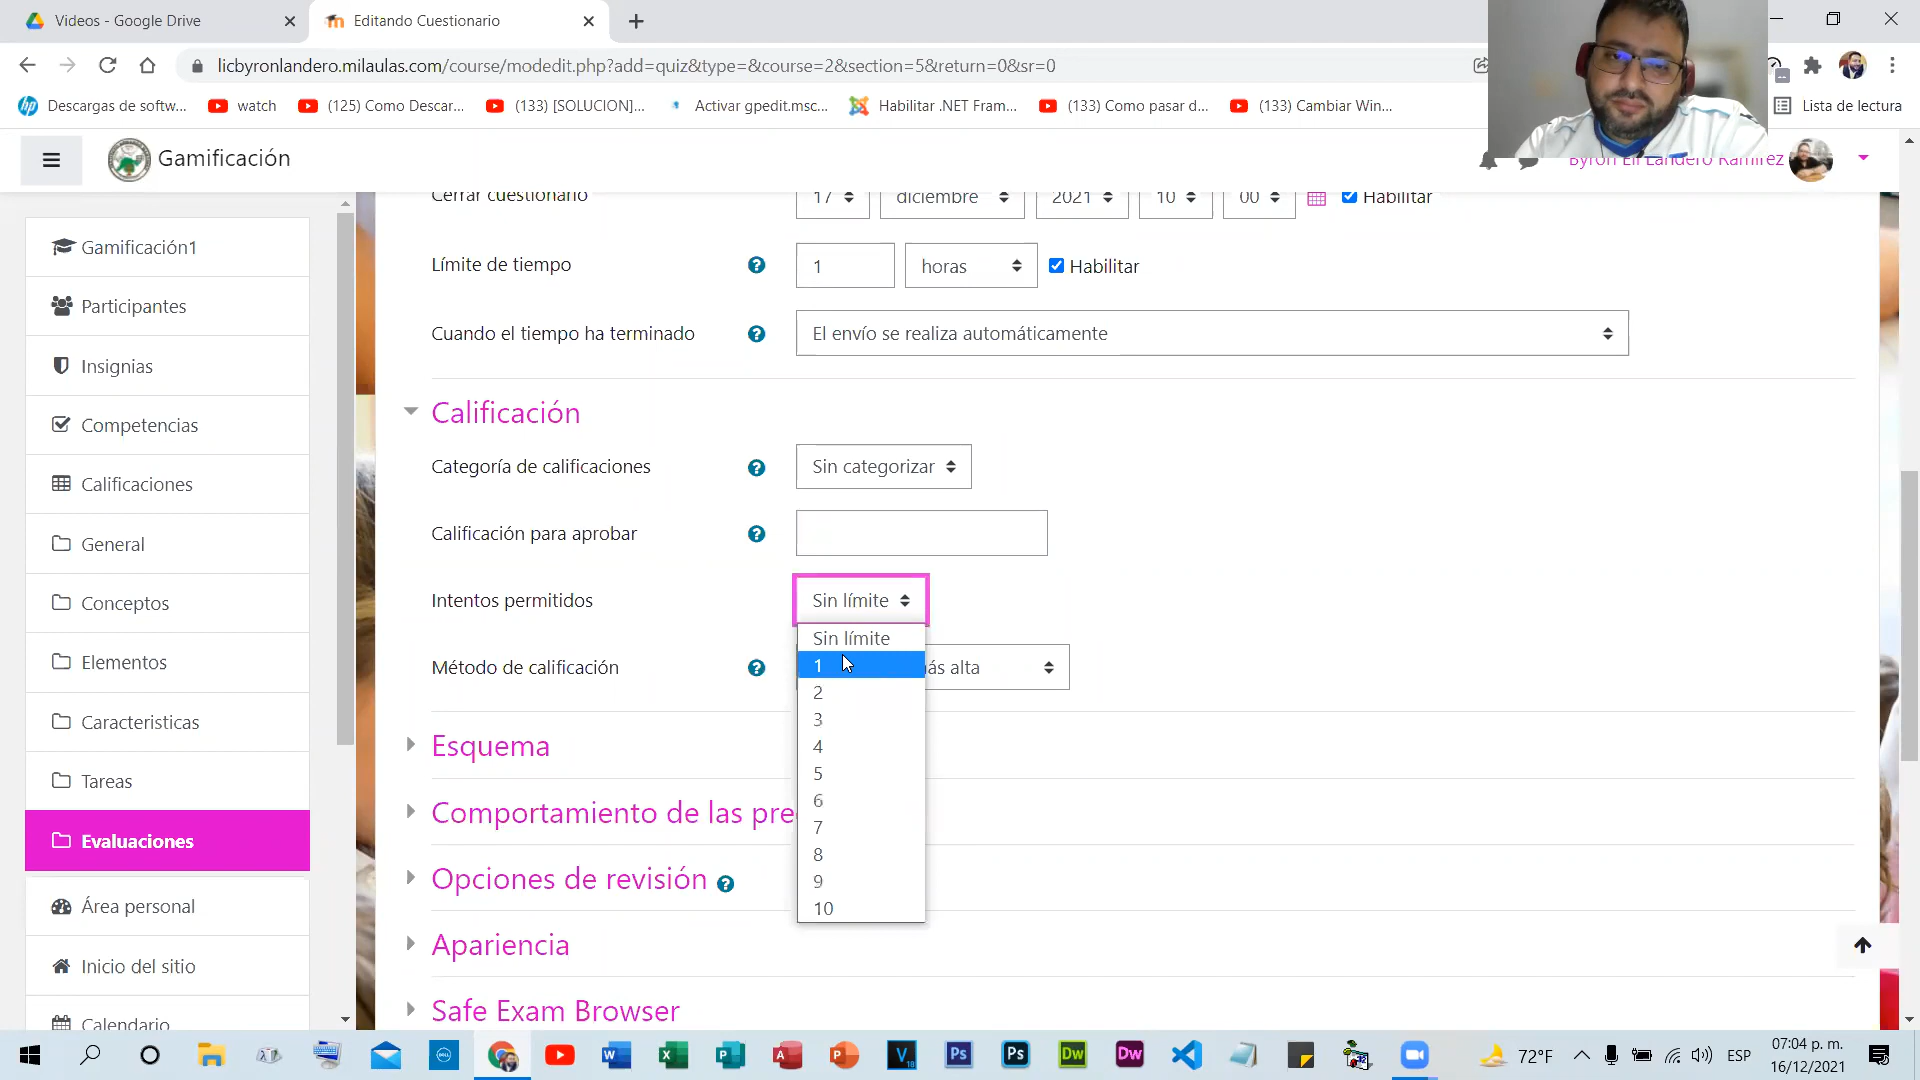 Videos - Google Drive
Editando Cuestionario
licbyronlandero.milaulas.com/course/modedit.php?add=quiz&type=&course=2&section=5&return=0&sr=0
Descargas de softw...
watch
(125) Como Descar...
(133) [SOLUCION]...
Activar gpedit.msc...
Habilitar .NET Fram...
(133) Como pasar d...
(133) Cambiar Win...
Lista de lectura
Gamificación
Byron Eli Landero Ramirez
Gamificación1
Participantes
Insignias
Competencias
Calificaciones
General
Conceptos
Elementos
Caracteristicas
Tareas
Evaluaciones
Área personal
Inicio del sitio
Calendario
Cerrar cuestionario
17 diciembre 2021 10 00 Habilitar
Límite de tiempo
1 horas Habilitar
Cuando el tiempo ha terminado
El envío se realiza automáticamente
Calificación
Categoría de calificaciones
Sin categorizar
Calificación para aprobar
Intentos permitidos
Sin límite
Sin límite
1
2
3
4
5
6
7
8
9
10
Método de calificación
más alta
Esquema
Comportamiento de las pre
Opciones de revisión
Apariencia
Safe Exam Browser
72°F
ESP
07:04 p. m.
16/12/2021